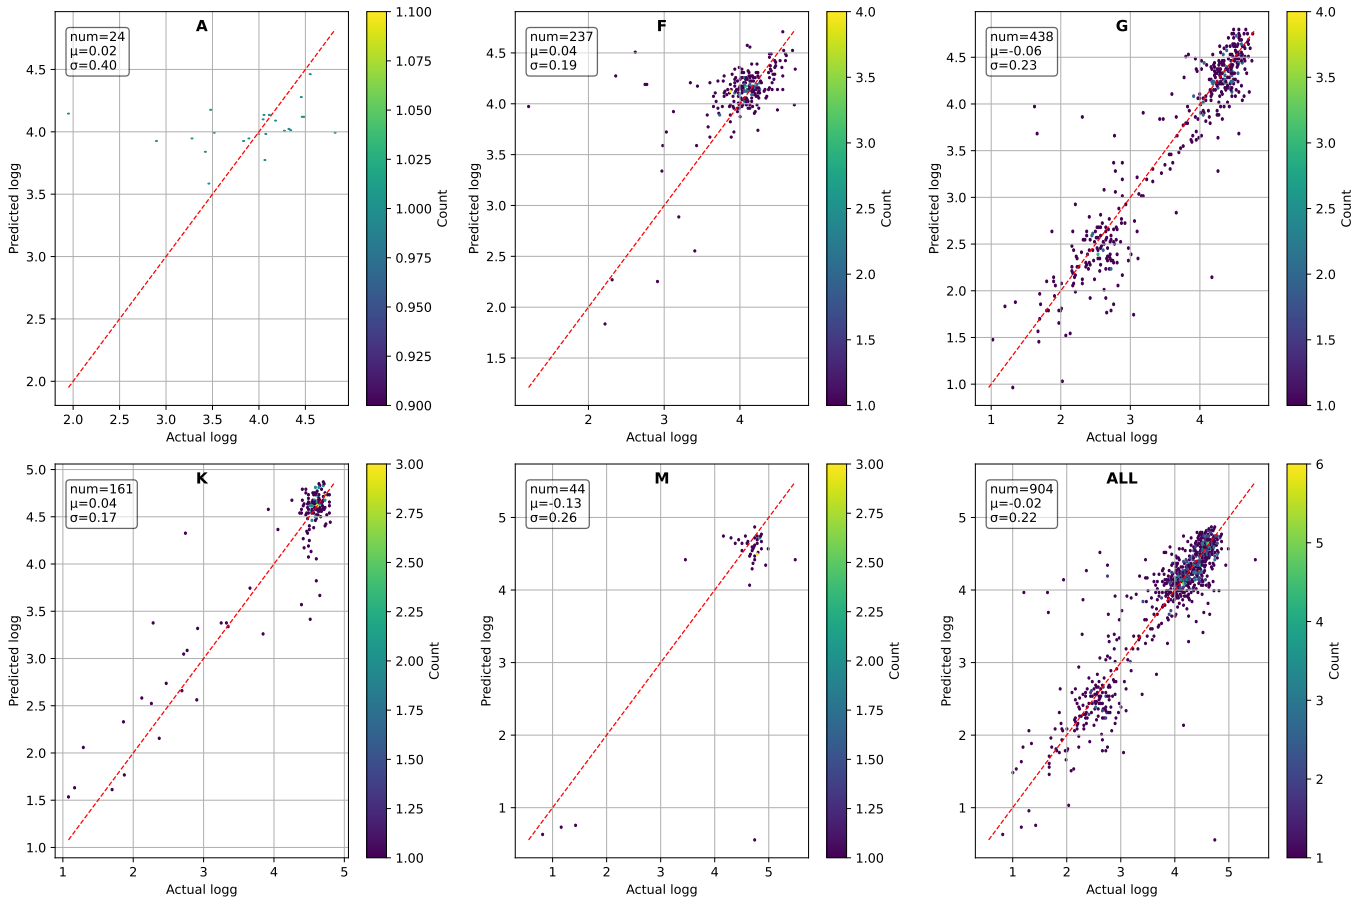 A
num=24
μ=0.02
σ=0.40
4.5
4.0
3.5
3.0
2.5
2.0
2.0
2.5
3.0
3.5
4.0
4.5
Predicted logg
Actual logg
1.100
1.075
1.050
1.025
1.000
0.975
0.950
0.925
0.900
Count
F
num=237
μ=0.04
σ=0.19
4.5
4.0
3.5
3.0
2.5
2.0
1.5
2
3
4
Predicted logg
Actual logg
4.0
3.5
3.0
2.5
2.0
1.5
1.0
Count
G
num=438
μ=-0.06
σ=0.23
4.5
4.0
3.5
3.0
2.5
2.0
1.5
1.0
1
2
3
4
Predicted logg
Actual logg
4.0
3.5
3.0
2.5
2.0
1.5
1.0
Count
K
num=161
μ=0.04
σ=0.17
5.0
4.5
4.0
3.5
3.0
2.5
2.0
1.5
1.0
1
2
3
4
5
Predicted logg
Actual logg
3.00
2.75
2.50
2.25
2.00
1.75
1.50
1.25
1.00
Count
M
num=44
μ=-0.13
σ=0.26
5
4
3
2
1
1
2
3
4
5
Predicted logg
Actual logg
3.00
2.75
2.50
2.25
2.00
1.75
1.50
1.25
1.00
Count
ALL
num=904
μ=-0.02
σ=0.22
5
4
3
2
1
1
2
3
4
5
Predicted logg
Actual logg
6
5
4
3
2
1
Count